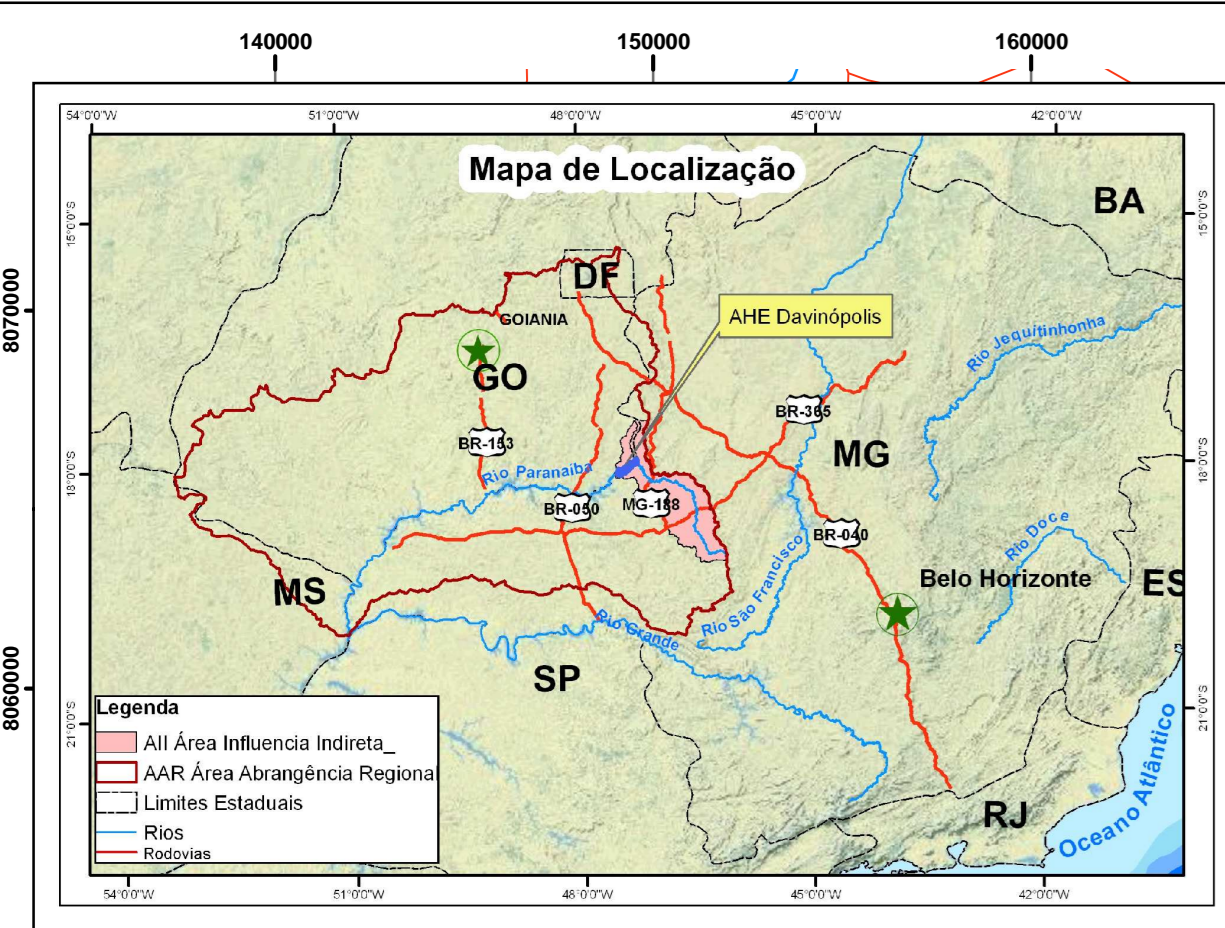 140000
150000
160000
54°0'0"W
51°0'0"W
48°0'0"W
45°0'0"W
42°0'0"W
Mapa de Localização
BA
15°0'0"S
15°0'0"S
DF
8070000
GOIANIA
AHE Davinópolis
Rio Jequitinhonha
GO
BR-365
BR-153
MG
18°0'0"S
18°0'0"S
Rio Paranaiba
BR-050
MG-188
BR-040
Rio Doce
Rio São Francisco
Belo Horizonte
MS
ES
Rio Grande
SP
8060000
Legenda
AII Área Influencia Indireta_
AAR Área Abrangência Regional
Limites Estaduais
Rios
Rodovias
21°0'0"S
21°0'0"S
RJ
Oceano Atlântico
54°0'0"W
51°0'0"W
48°0'0"W
45°0'0"W
42°0'0"W